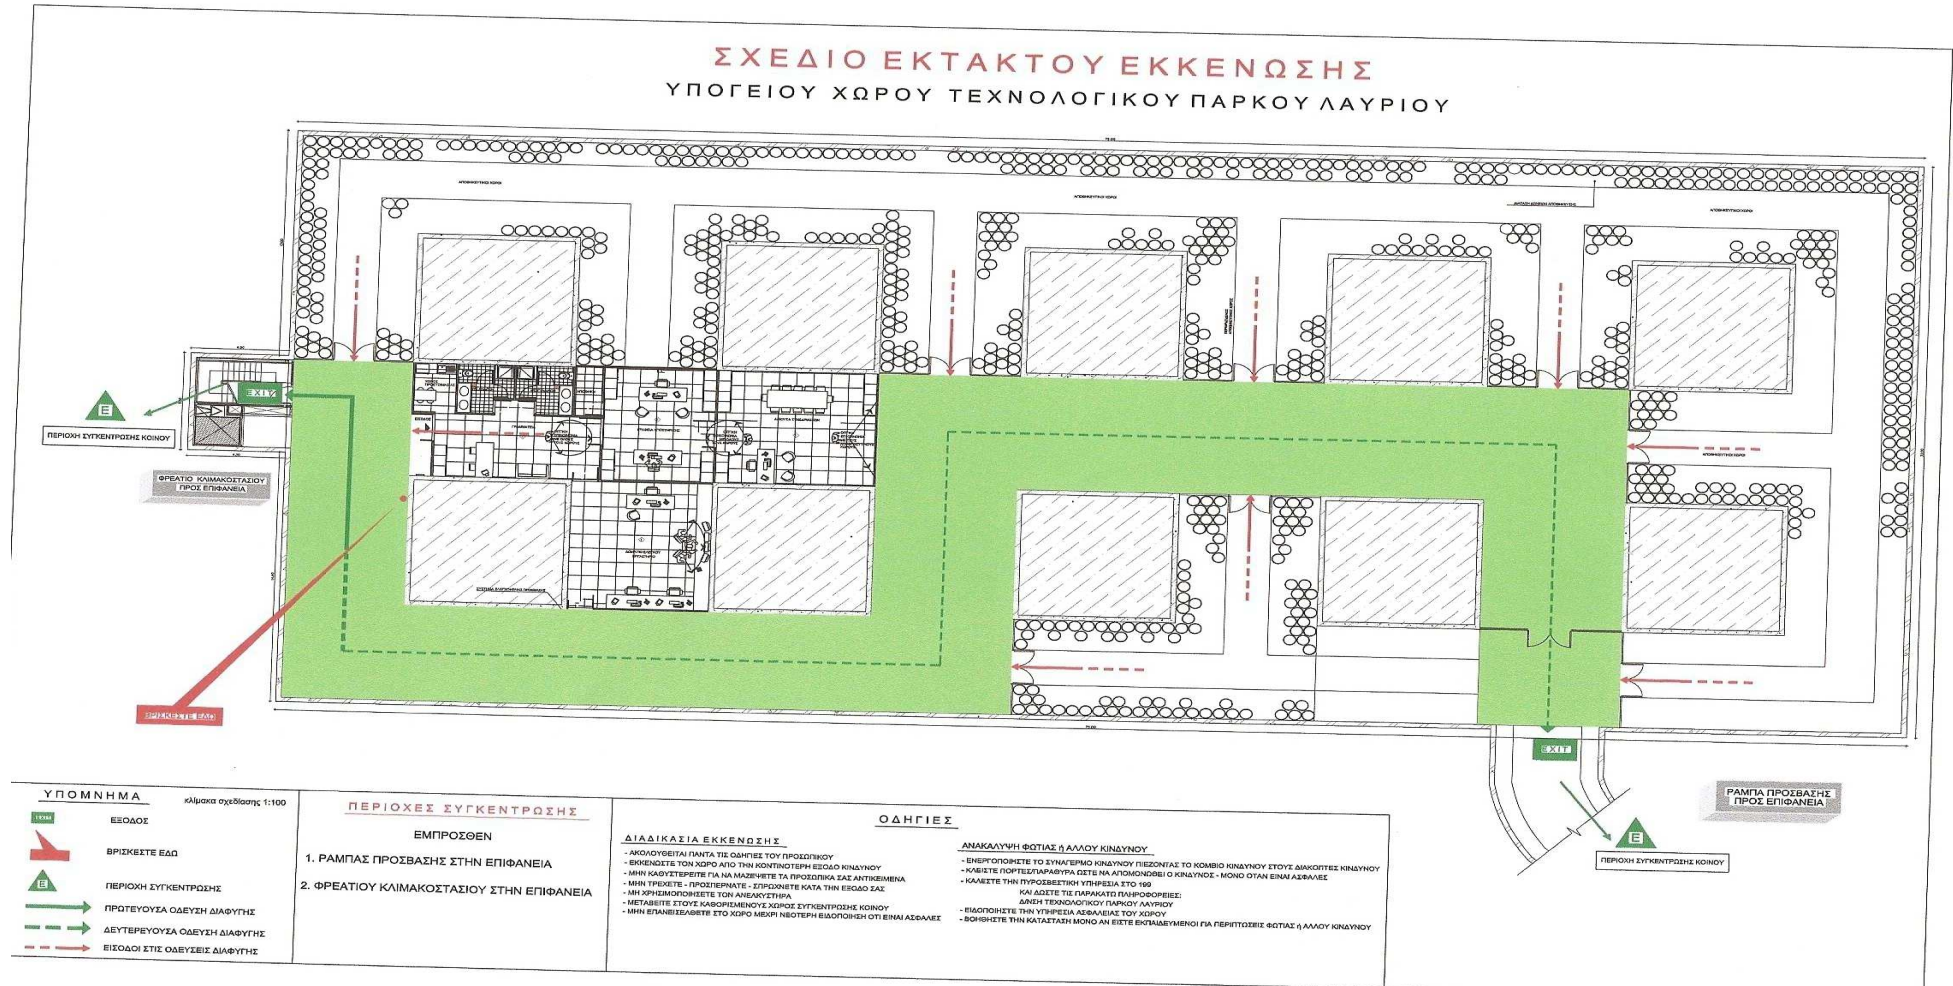 ΣΧΕΔΙΟ ΕΚΤΑΚΤΟΥ ΕΚΚΕΝΩΣΗΣ
ΥΠΟΓΕΙΟΥ ΧΩΡΟΥ ΤΕΧΝΟΛΟΓΙΚΟΥ ΠΑΡΚΟΥ ΛΑΥΡΙΟΥ
ΑΠΟΘΗΚΕΥΤΙΚΟΙ ΧΩΡΟΙ
ΑΠΟΘΗΚΕΥΤΙΚΟΙ ΧΩΡΟΙ
ΑΠΟΘΗΚΕΥΤΙΚΟΙ ΧΩΡΟΙ
ΑΠΟΘΗΚΕΥΤΙΚΟΙ ΧΩΡΟΙ
EXIT
E
ΠΕΡΙΟΧΗ ΣΥΓΚΕΝΤΡΩΣΗΣ ΚΟΙΝΟΥ
ΦΡΕΑΤΙΟ ΚΛΙΜΑΚΟΣΤΑΣΙΟΥ
ΠΡΟΣ ΕΠΙΦΑΝΕΙΑ
ΒΡΙΣΚΕΣΤΕ ΕΔΩ
EXIT
ΡΑΜΠΑ ΠΡΟΣΒΑΣΗΣ
ΠΡΟΣ ΕΠΙΦΑΝΕΙΑ
E
ΠΕΡΙΟΧΗ ΣΥΓΚΕΝΤΡΩΣΗΣ ΚΟΙΝΟΥ
ΥΠΟΜΝΗΜΑ
κλίμακα σχεδίασης 1:100
ΕΞΟΔΟΣ
ΒΡΙΣΚΕΣΤΕ ΕΔΩ
E
ΠΕΡΙΟΧΗ ΣΥΓΚΕΝΤΡΩΣΗΣ
ΠΡΩΤΕΥΟΥΣΑ ΟΔΕΥΣΗ ΔΙΑΦΥΓΗΣ
ΔΕΥΤΕΡΕΥΟΥΣΑ ΟΔΕΥΣΗ ΔΙΑΦΥΓΗΣ
ΕΙΣΟΔΟΙ ΣΤΙΣ ΟΔΕΥΣΕΙΣ ΔΙΑΦΥΓΗΣ
ΠΕΡΙΟΧΕΣ ΣΥΓΚΕΝΤΡΩΣΗΣ
ΕΜΠΡΟΣΘΕΝ
1. ΡΑΜΠΑΣ ΠΡΟΣΒΑΣΗΣ ΣΤΗΝ ΕΠΙΦΑΝΕΙΑ
2. ΦΡΕΑΤΙΟΥ ΚΛΙΜΑΚΟΣΤΑΣΙΟΥ ΣΤΗΝ ΕΠΙΦΑΝΕΙΑ
ΟΔΗΓΙΕΣ
ΔΙΑΔΙΚΑΣΙΑ ΕΚΚΕΝΩΣΗΣ
- ΑΚΟΛΟΥΘΕΙΤΑΙ ΠΑΝΤΑ ΤΙΣ ΟΔΗΓΙΕΣ ΤΟΥ ΠΡΟΣΩΠΙΚΟΥ
- ΕΚΚΕΝΩΣΤΕ ΤΟΝ ΧΩΡΟ ΑΠΟ ΤΗΝ ΚΟΝΤΙΝΟΤΕΡΗ ΕΞΟΔΟ ΚΙΝΔΥΝΟΥ
- ΜΗΝ ΚΑΘΥΣΤΕΡΕΙΤΕ ΓΙΑ ΝΑ ΜΑΖΕΨΕΤΕ ΤΑ ΠΡΟΣΩΠΙΚΑ ΣΑΣ ΑΝΤΙΚΕΙΜΕΝΑ
- ΜΗΝ ΤΡΕΧΕΤΕ - ΠΡΟΣΠΕΡΝΑΤΕ - ΣΠΡΩΧΝΕΤΕ ΚΑΤΑ ΤΗΝ ΕΞΟΔΟ ΣΑΣ
- ΜΗ ΧΡΗΣΙΜΟΠΟΙΗΣΕΤΕ ΤΟΝ ΑΝΕΛΚΥΣΤΗΡΑ
- ΜΕΤΑΒΕΙΤΕ ΣΤΟΥΣ ΚΑΘΟΡΙΣΜΕΝΟΥΣ ΧΩΡΟΣ ΣΥΓΚΕΝΤΡΩΣΗΣ ΚΟΙΝΟΥ
- ΜΗΝ ΕΠΑΝΕΙΣΕΛΘΕΤΕ ΣΤΟ ΧΩΡΟ ΜΕΧΡΙ ΝΕΟΤΕΡΗ ΕΙΔΟΠΟΙΗΣΗ ΟΤΙ ΕΙΝΑΙ ΑΣΦΑΛΕΣ
ΑΝΑΚΑΛΥΨΗ ΦΩΤΙΑΣ ή ΑΛΛΟΥ ΚΙΝΔΥΝΟΥ
- ΕΝΕΡΓΟΠΟΙΗΣΤΕ ΤΟ ΣΥΝΑΓΕΡΜΟ ΚΙΝΔΥΝΟΥ ΠΙΕΖΟΝΤΑΣ ΤΟ ΚΟΜΒΙΟ ΚΙΝΔΥΝΟΥ ΣΤΟΥΣ ΔΙΑΚΟΠΤΕΣ ΚΙΝΔΥΝΟΥ
- ΚΛΕΙΣΤΕ ΠΟΡΤΕΣ/ΠΑΡΑΘΥΡΑ ΩΣΤΕ ΝΑ ΑΠΟΜΟΝΩΘΕΙ Ο ΚΙΝΔΥΝΟΣ - ΜΟΝΟ ΟΤΑΝ ΕΙΝΑΙ ΑΣΦΑΛΕΣ
- ΚΑΛΕΣΤΕ ΤΗΝ ΠΥΡΟΣΒΕΣΤΙΚΗ ΥΠΗΡΕΣΙΑ ΣΤΟ 199
ΚΑΙ ΔΩΣΤΕ ΤΙΣ ΠΑΡΑΚΑΤΩ ΠΛΗΡΟΦΟΡΕΙΕΣ:
Δ/ΝΣΗ ΤΕΧΝΟΛΟΓΙΚΟΥ ΠΑΡΚΟΥ ΛΑΥΡΙΟΥ
- ΕΙΔΟΠΟΙΗΣΤΕ ΤΗΝ ΥΠΗΡΕΣΙΑ ΑΣΦΑΛΕΙΑΣ ΤΟΥ ΧΩΡΟΥ
- ΒΟΗΘΗΣΤΕ ΤΗΝ ΚΑΤΑΣΤΑΣΗ ΜΟΝΟ ΑΝ ΕΙΣΤΕ ΕΚΠΑΙΔΕΥΜΕΝΟΙ ΓΙΑ ΠΕΡΙΠΤΩΣΕΙΣ ΦΩΤΙΑΣ ή ΑΛΛΟΥ ΚΙΝΔΥΝΟΥ